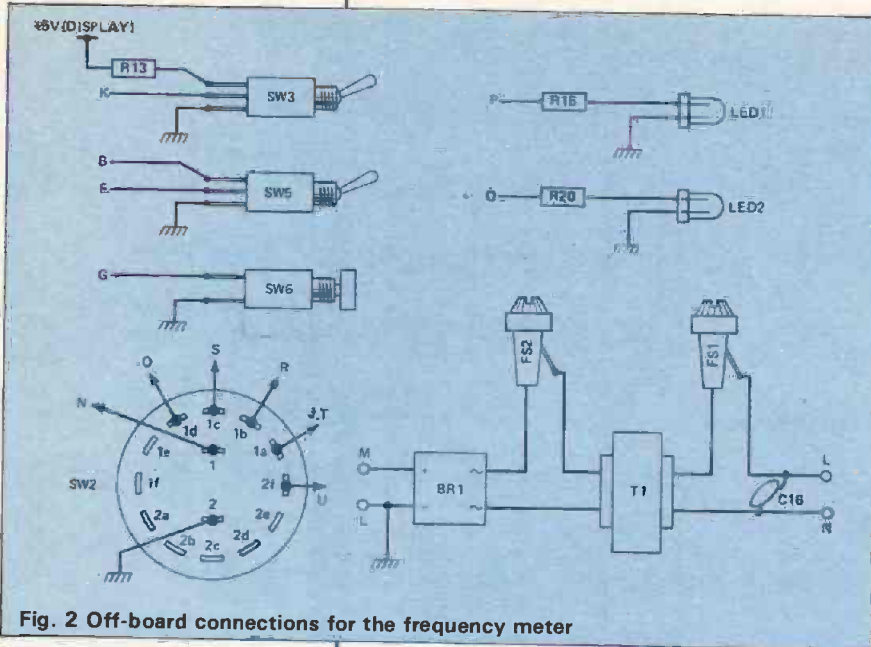 +5V(DISPLAY)
R13
K
SW3
B
E
SW5
G
SW6
P
R16
LED1
Q
R20
LED2
FS2
FS1
M
L
BR1
T1
C16
L
N
O
S
R
J,T
U
1d
1c
1b
1a
1e
1f
1
SW2
2f
2a
2
2e
2b
2c
2d
Fig. 2 Off-board connections for the frequency meter